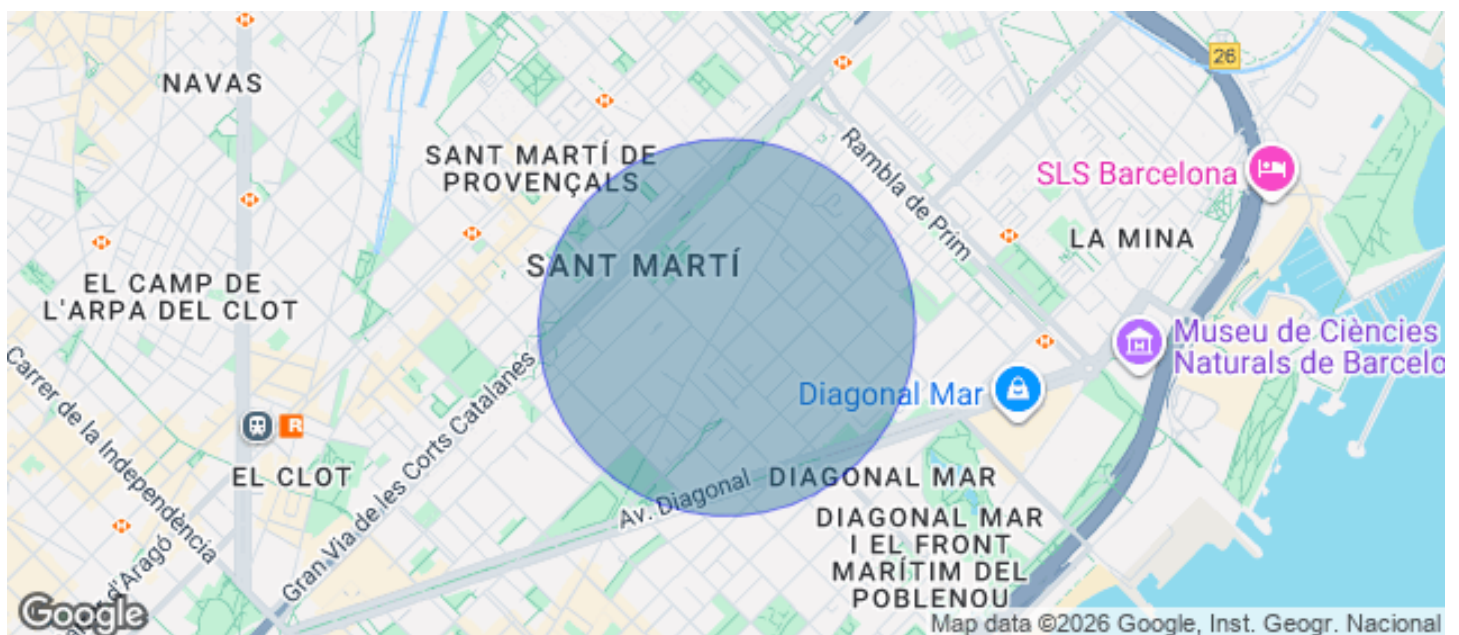 NAVAS
26
SANT MARTÍ DE
PROVENÇALS
Rambla de Prim
SLS Barcelona
LA MINA
SANT MARTÍ
EL CAMP DE
L'ARPA DEL CLOT
Museu de Ciències
Naturals de Barcelo
Carrer de la Independència
Gran Via de les Corts Catalanes
Diagonal Mar
R
EL CLOT
Av. Diagonal
DIAGONAL MAR
DIAGONAL MAR
I EL FRONT
MARÍTIM DEL
POBLENOU
d'Aragó
Google
Map data ©2026 Google, Inst. Geogr. Nacional